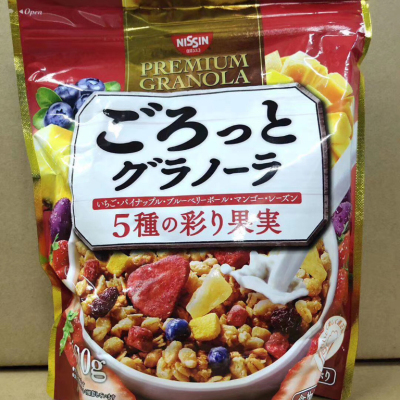 Open
NISSIN
PREMIUM
GRANOLA
ごろっと
グラノーラ
いちご・パイナップル・ブルーベリーボール・マンゴー・レーズン
5種の彩り果実